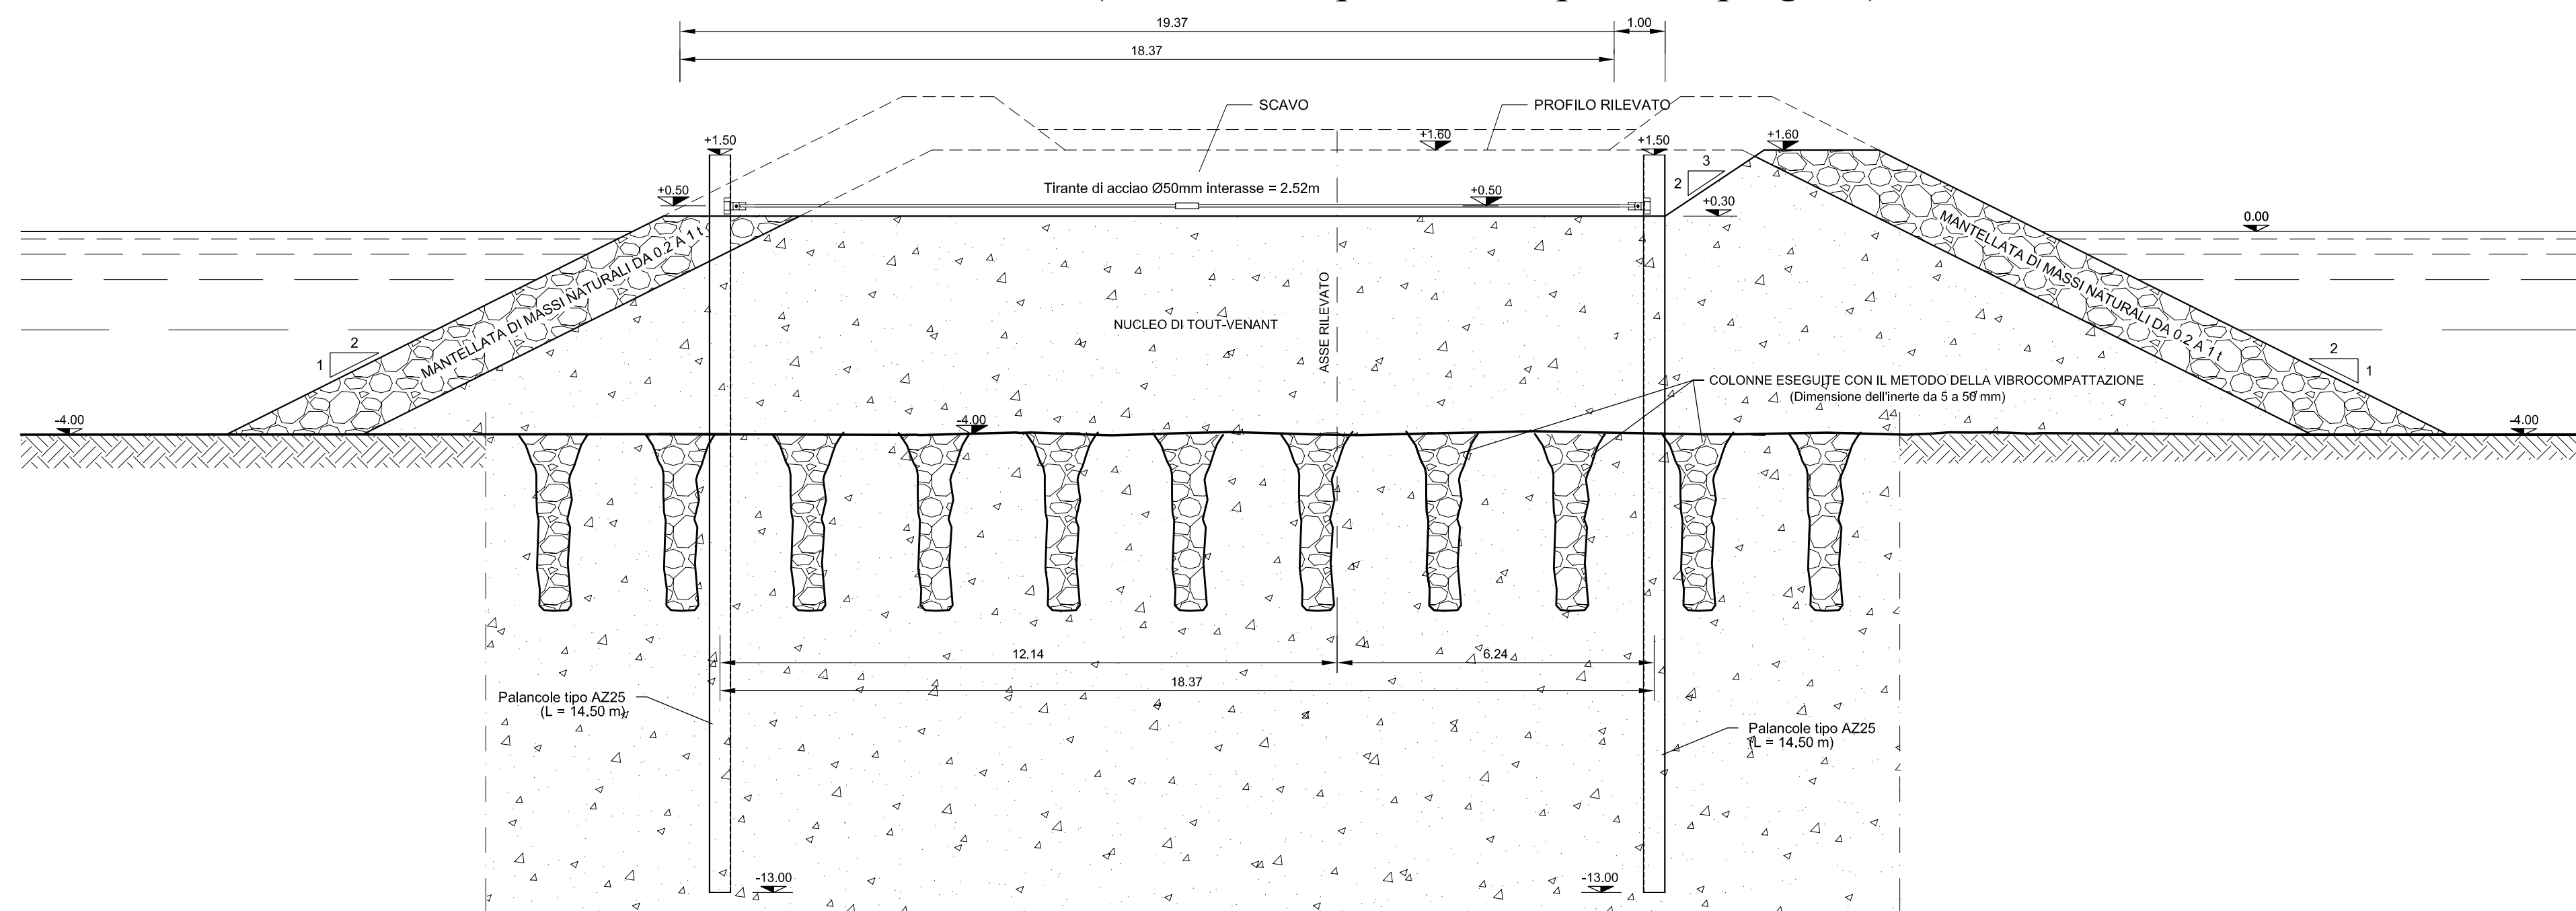 19.37
1.00
18.37
SCAVO
PROFILO RILEVATO
+1.50
+1.60
+1.50
+1.60
3
2
Tirante di acciao Ø50mm interasse = 2.52m
+0.50
+0.50
+0.30
0.00
MANTELLATA DI MASSI NATURALI DA 0.2 A 1 t
MANTELLATA DI MASSI NATURALI DA 0.2 A 1 t
NUCLEO DI TOUT-VENANT
ASSE RILEVATO
2
1
2
1
COLONNE ESEGUITE CON IL METODO DELLA VIBROCOMPATTAZIONE
(Dimensione dell'inerte da 5 a 50 mm)
-4.00
-4.00
-4.00
12.14
6.24
18.37
Palancole tipo AZ25
(L = 14.50 m)
Palancole tipo AZ25
(L = 14.50 m)
-13.00
-13.00